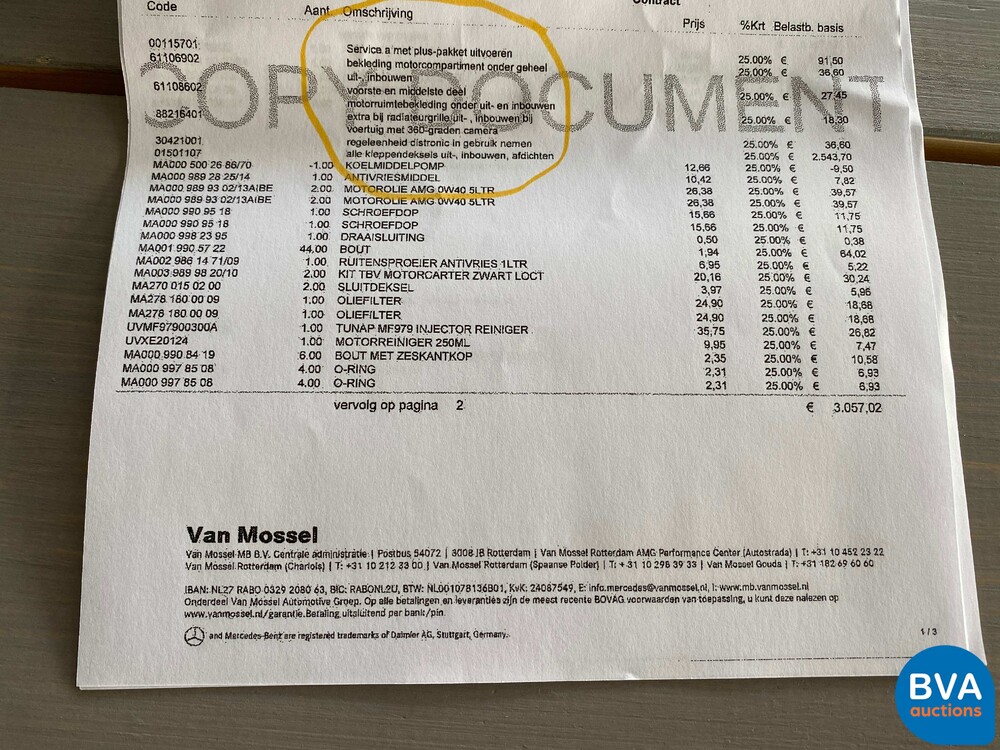 Contract
Code Aant Omschrijving Prijs %Krt Belastb. basis
00115701 Service a met plus-pakket uitvoeren 25.00% € 91,50
61106902 bekleding motorcompartiment onder geheel 25.00% € 36,60
uit-, inbouwen
61108602 voorste en middelste deel 25.00% € 27,45
motorruimtebekleding onder uit- en inbouwen
88216401 extra bij radiateurgrille uit- , inbouwen bij 25.00% € 18,30
voertuig met 360-graden camera
30421001 regeleenheid distronic in gebruik nemen 25.00% € 36,60
01501107 alle kleppendeksels uit-, inbouwen, afdichten 25.00% € 2.543,70
MA000 500 26 86/70 -1.00 KOELMIDDELPOMP 12,66 25.00% € -9,50
MA000 989 28 25/14 1.00 ANTIVRIESMIDDEL 10,42 25.00% € 7,82
MA000 989 93 02/13AIBE 2.00 MOTOROLIE AMG 0W40 5LTR 26,38 25.00% € 39,57
MA000 989 93 02/13AIBE 2.00 MOTOROLIE AMG 0W40 5LTR 26,38 25.00% € 39,57
MA000 990 95 18 1.00 SCHROEFDOP 15,66 25.00% € 11,75
MA000 990 95 18 1.00 SCHROEFDOP 15,66 25.00% € 11,75
MA000 998 23 95 1.00 DRAAISLUITING 0,50 25.00% € 0,38
MA001 990 57 22 44,00 BOUT 1,94 25.00% € 64,02
MA002 986 14 71/09 1.00 RUITENSPROEIER ANTIVRIES 1LTR 6,95 25.00% € 5,22
MA003 989 98 20/10 2.00 KIT TBV MOTORCARTER ZWART LOCT 20,16 25.00% € 30,24
MA270 015 02 00 2.00 SLUITDEKSEL 3,97 25.00% € 5,96
MA278 180 00 09 1.00 OLIEFILTER 24,90 25.00% € 18,68
MA278 180 00 09 1.00 OLIEFILTER 24,90 25.00% € 18,68
UVMF97900300A 1.00 TUNAP MF979 INJECTOR REINIGER 35,75 25.00% € 26,82
UVXE20124 1.00 MOTORREINIGER 250ML 9,95 25.00% € 7,47
MA000 990 84 19 6.00 BOUT MET ZESKANTKOP 2,35 25.00% € 10,58
MA000 997 85 08 4.00 O-RING 2,31 25.00% € 6,93
MA000 997 85 08 4.00 O-RING 2,31 25.00% € 6,93
COPY DOCUMENT
vervolg op pagina 2 € 3.057,02
Van Mossel
Van Mossel MB B.V. Centrale administratie | Postbus 54072 | 3008 JB Rotterdam | Van Mossel Rotterdam AMG Performance Center (Autostrada) | T: +31 10 452 23 22
Van Mossel Rotterdam (Charlois) | T: +31 10 212 33 00 | Van Mossel Rotterdam (Spaanse Polder) | T: + 31 10 298 39 33 | Van Mossel Gouda | T: +31 182 69 60 60
IBAN: NL27 RABO 0329 2080 63, BIC: RABONL2U, BTW: NL001078136B01, KvK: 24087549, E: info.mercedes@vanmossel.nl, I: www.mb.vanmossel.nl
Onderdeel Van Mossel Automotive Groep. Op alle betalingen en leveranties zijn de meest recente BOVAG voorwaarden van toepassing, u kunt deze nalezen op
www.vanmossel.nl/garantie.Betaling uitsluitend per bank/pin.
and Mercedes-Benz are registered trademarks of Daimler AG, Stuttgart, Germany.
1 / 3
BVA
auctions